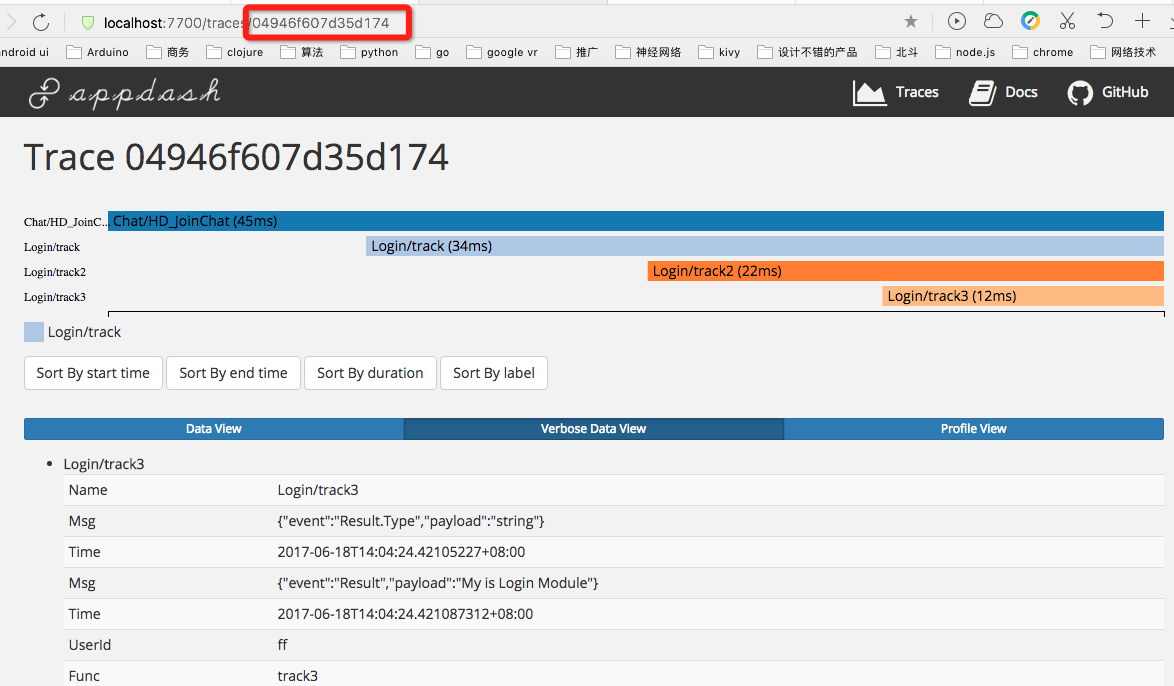 localhost:7700/traces/04946f607d35d174
ndroid ui Arduino 商务 clojure 算法 python go google vr 推广 神经网络 kivy 设计不错的产品 北斗 node.js chrome 网络技术
appdash Traces Docs GitHub
Trace 04946f607d35d174
Chat/HD_JoinC... Chat/HD_JoinChat (45ms)
Login/track Login/track (34ms)
Login/track2 Login/track2 (22ms)
Login/track3 Login/track3 (12ms)
Login/track
Sort By start time Sort By end time Sort By duration Sort By label
Data View Verbose Data View Profile View
• Login/track3
Name Login/track3
Msg {"event":"Result.Type","payload":"string"}
Time 2017-06-18T14:04:24.42105227+08:00
Msg {"event":"Result","payload":"My is Login Module"}
Time 2017-06-18T14:04:24.421087312+08:00
UserId ff
Func track3